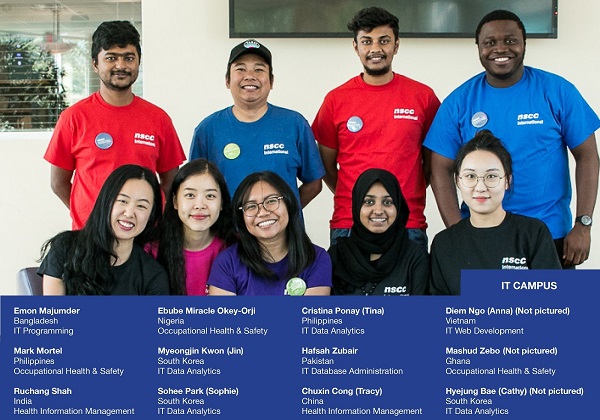 nscc
International
nscc
International
nscc
International
nscc
International
nscc
International
nscc
IT CAMPUS
Emon Majumder
Bangladesh
IT Programming
Mark Mortel
Philippines
Occupational Health & Safety
Ruchang Shah
India
Health Information Management
Ebube Miracle Okey-Orji
Nigeria
Occupational Health & Safety
Myeongjin Kwon (Jin)
South Korea
IT Data Analytics
Sohee Park (Sophie)
South Korea
IT Data Analytics
Cristina Ponay (Tina)
Philippines
IT Data Analytics
Hafsah Zubair
Pakistan
IT Database Administration
Chuxin Cong (Tracy)
China
Health Information Management
Diem Ngo (Anna) (Not pictured)
Vietnam
IT Web Development
Mashud Zebo (Not pictured)
Ghana
Occupational Health & Safety
Hyejung Bae (Cathy) (Not pictured)
South Korea
IT Data Analytics